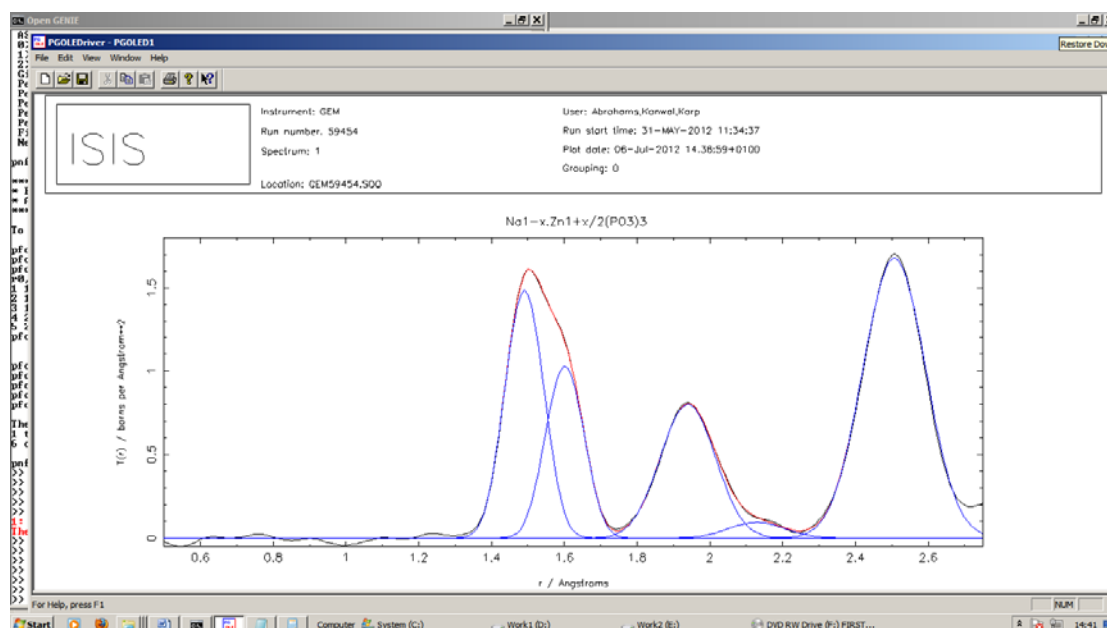 Open GENIE
PGOLEDriver - PGOLED1
Restore Dow
File Edit View Window Help
ISIS
Instrument: GEM
Run number. 59454
Spectrum: 1
Location: GEM59454.SQ0
User: Abrahams,Kanwal,Karp
Run start time: 31-MAY-2012 11:34:37
Plot date: 06-Jul-2012 14.38:59+0100
Grouping: 0
Na1-x.Zn1+x/2(PO3)3
T(r) / barns per Angstrom**2
0 0.5 1 1.5
0.6 0.8 1 1.2 1.4 1.6 1.8 2 2.2 2.4 2.6
r / Angstroms
For Help, press F1
NUM
Start
Computer
System (C:)
Work1 (D:)
Work2 (E:)
DVD RW Drive (F:) FIRST...
14:41